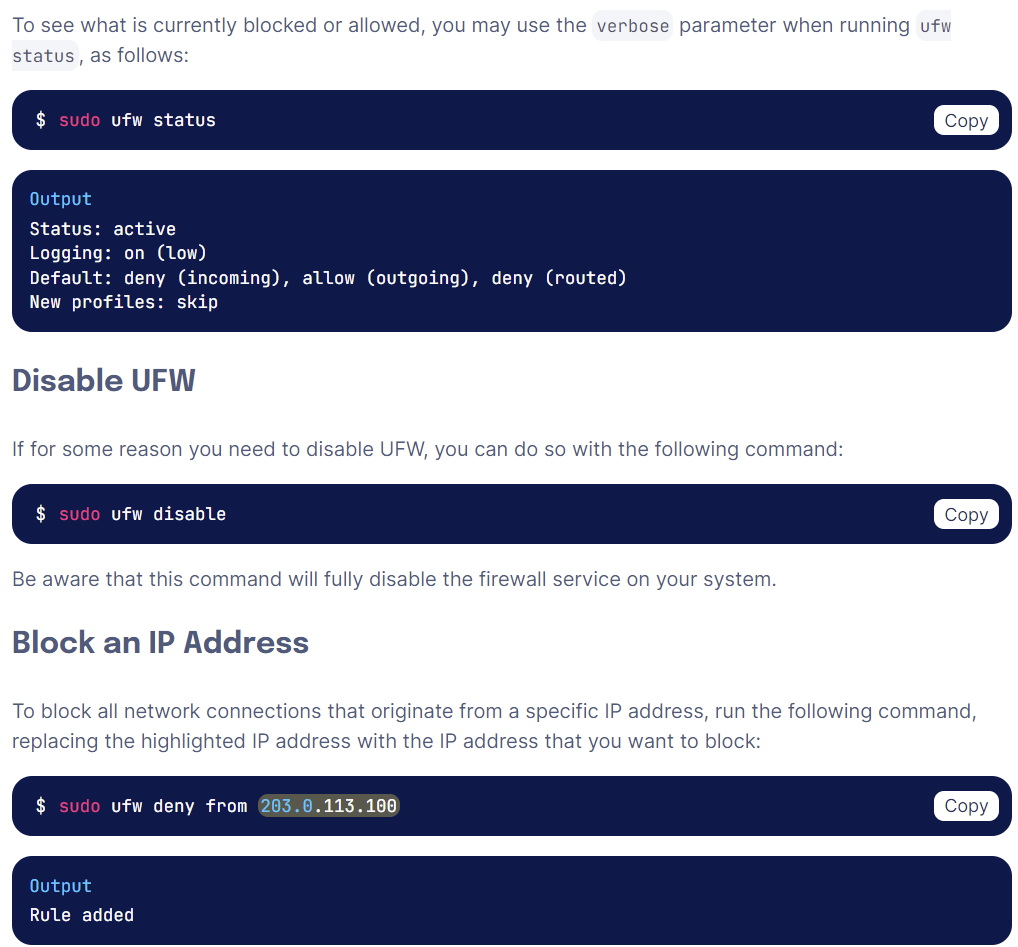 To see what is currently blocked or allowed, you may use the verbose parameter when running ufw
status, as follows:
$ sudo ufw status
Copy
Output
Status: active
Logging: on (low)
Default: deny (incoming), allow (outgoing), deny (routed)
New profiles: skip
Disable UFW
If for some reason you need to disable UFW, you can do so with the following command:
$ sudo ufw disable
Copy
Be aware that this command will fully disable the firewall service on your system.
Block an IP Address
To block all network connections that originate from a specific IP address, run the following command,
replacing the highlighted IP address with the IP address that you want to block:
$ sudo ufw deny from 203.0.113.100
Copy
Output
Rule added